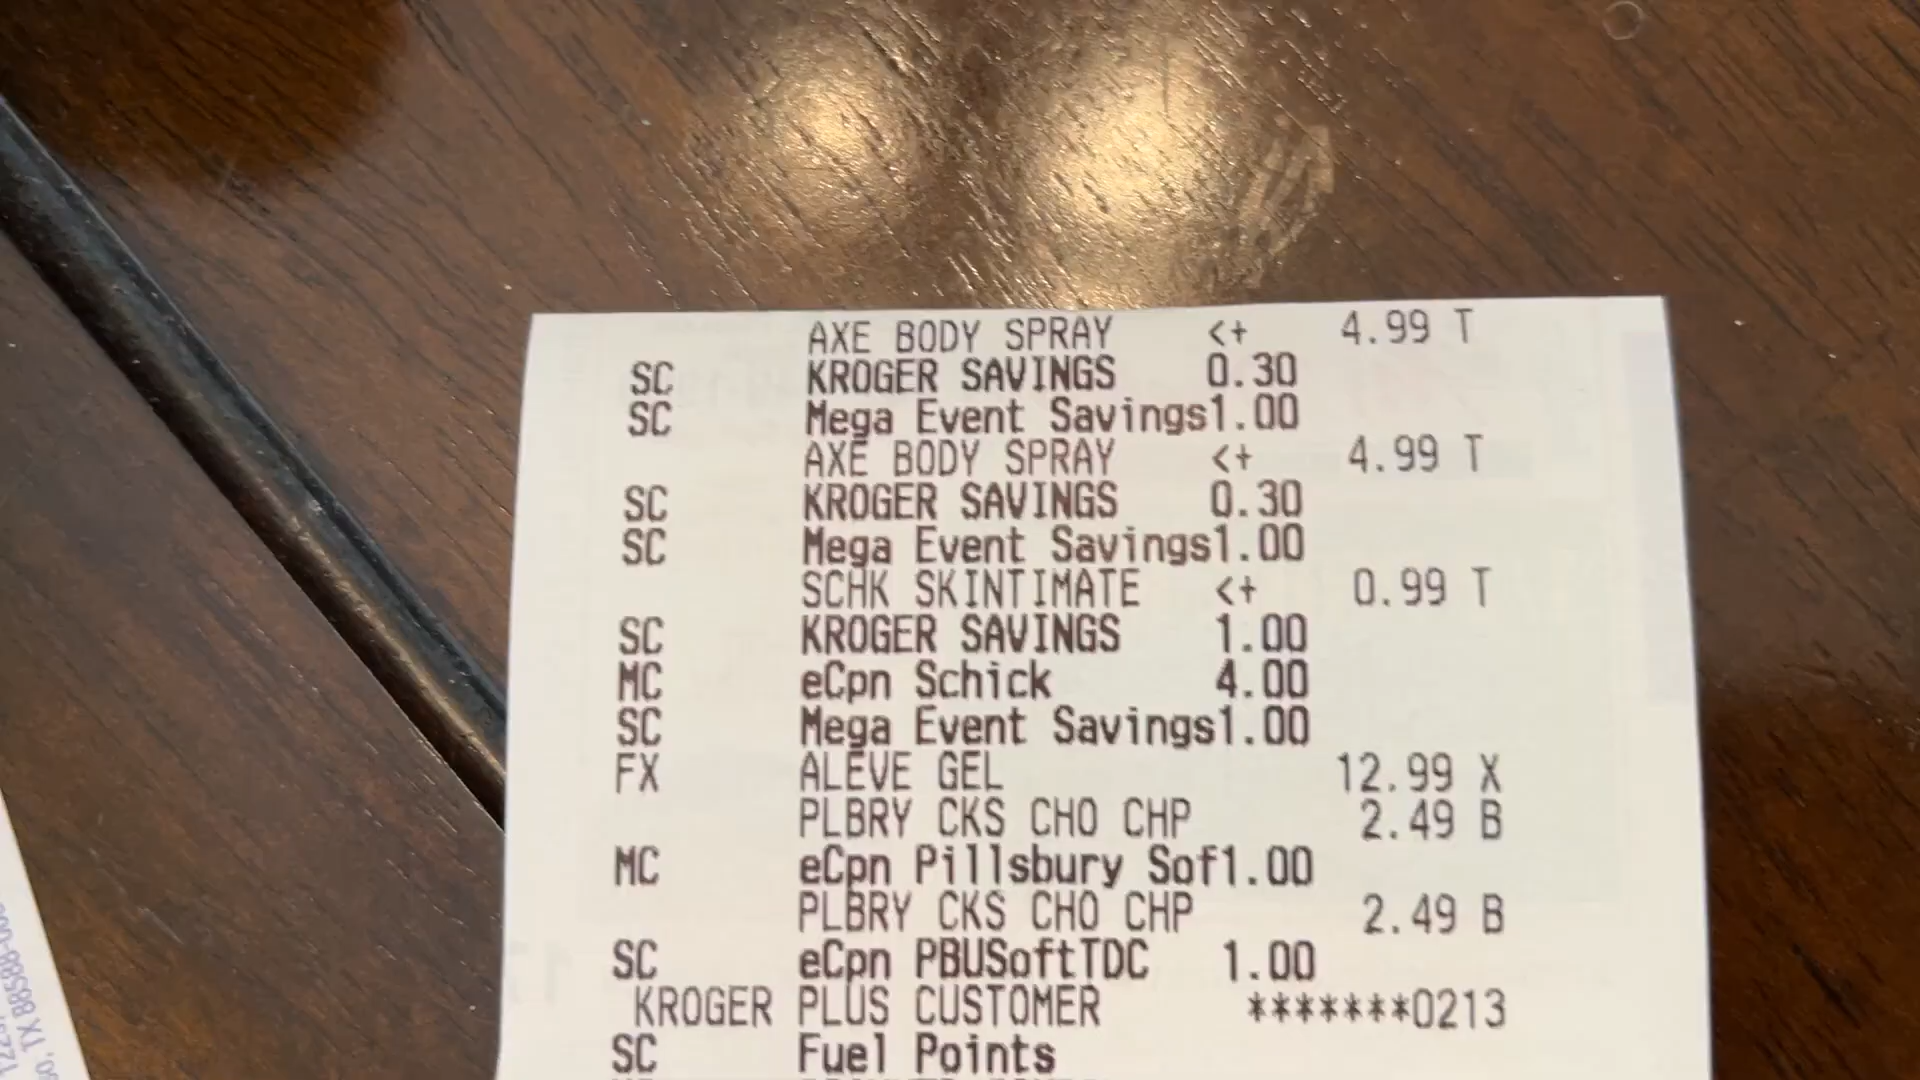 AXE BODY SPRAY <+ 4.99 T
SC KROGER SAVINGS 0.30
SC Mega Event Savings1.00
AXE BODY SPRAY <+ 4.99 T
SC KROGER SAVINGS 0.30
SC Mega Event Savings1.00
SCHK SKINTIMATE <+ 0.99 T
SC KROGER SAVINGS 1.00
MC eCpn Schick 4.00
SC Mega Event Savings1.00
FX ALEVE GEL 12.99 X
PLBRY CKS CHO CHP 2.49 B
MC eCpn Pillsbury Sof1.00
PLBRY CKS CHO CHP 2.49 B
SC eCpn PBUSoftTDC 1.00
KROGER PLUS CUSTOMER *******0213
SC Fuel Points
TX 88588